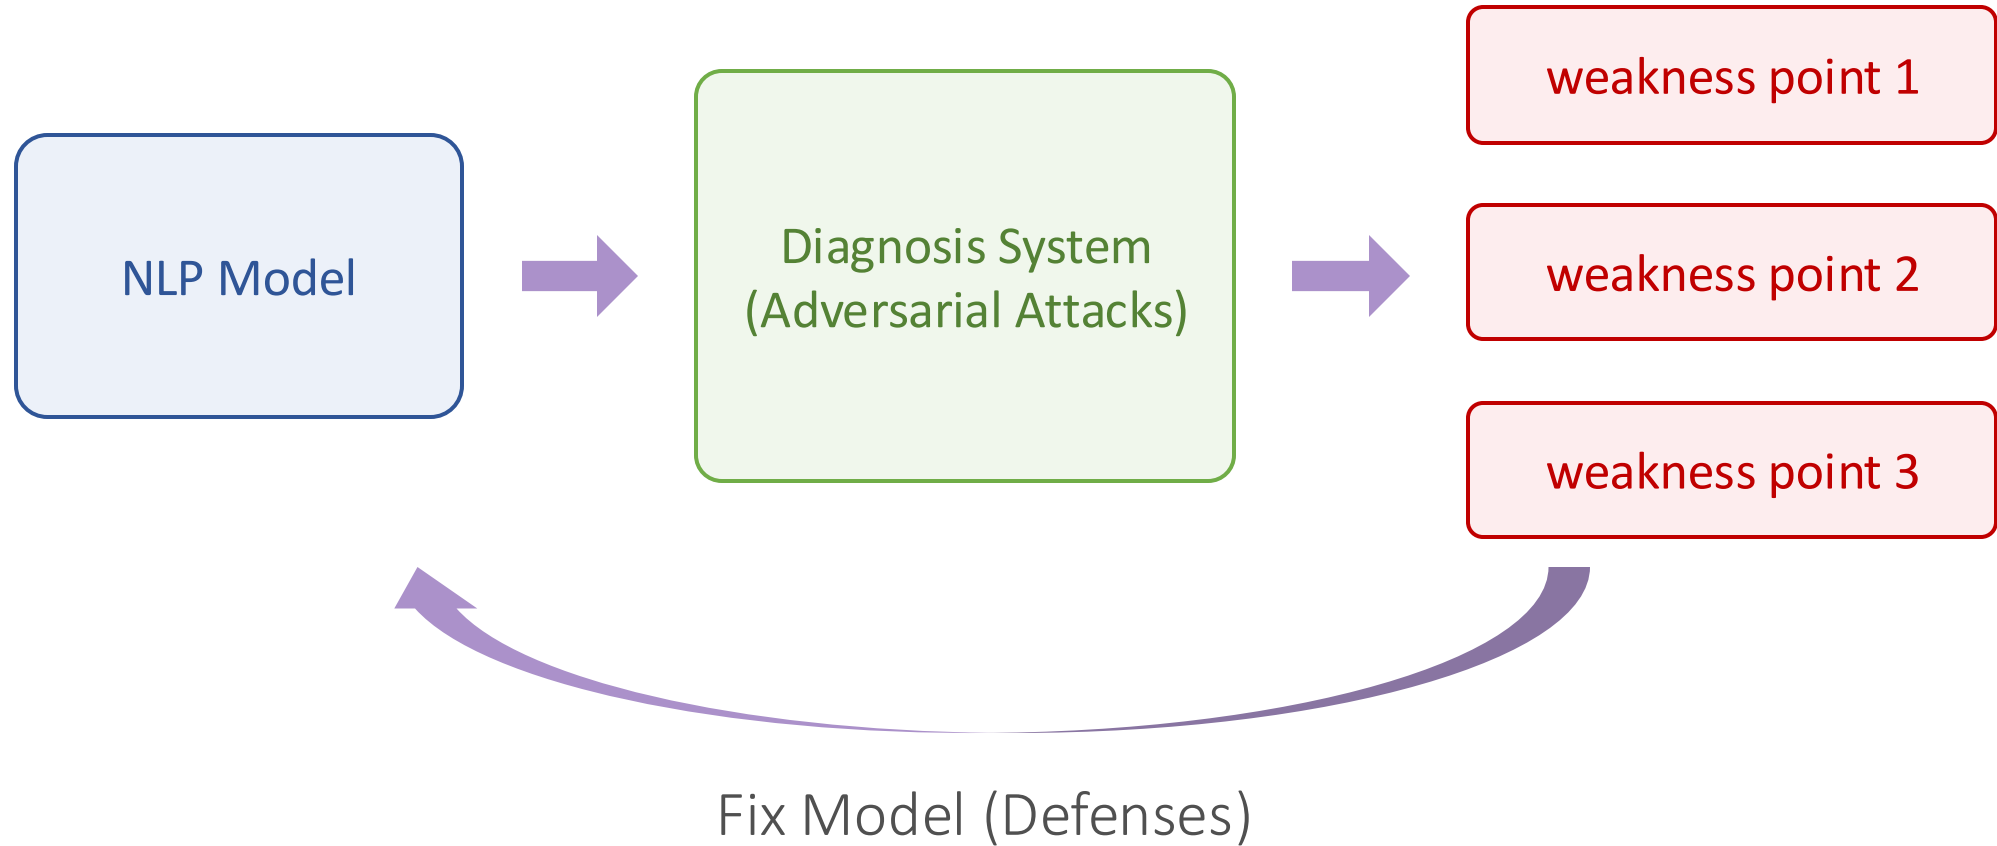 NLP Model
Diagnosis System
(Adversarial Attacks)
weakness point 1
weakness point 2
weakness point 3
Fix Model (Defenses)